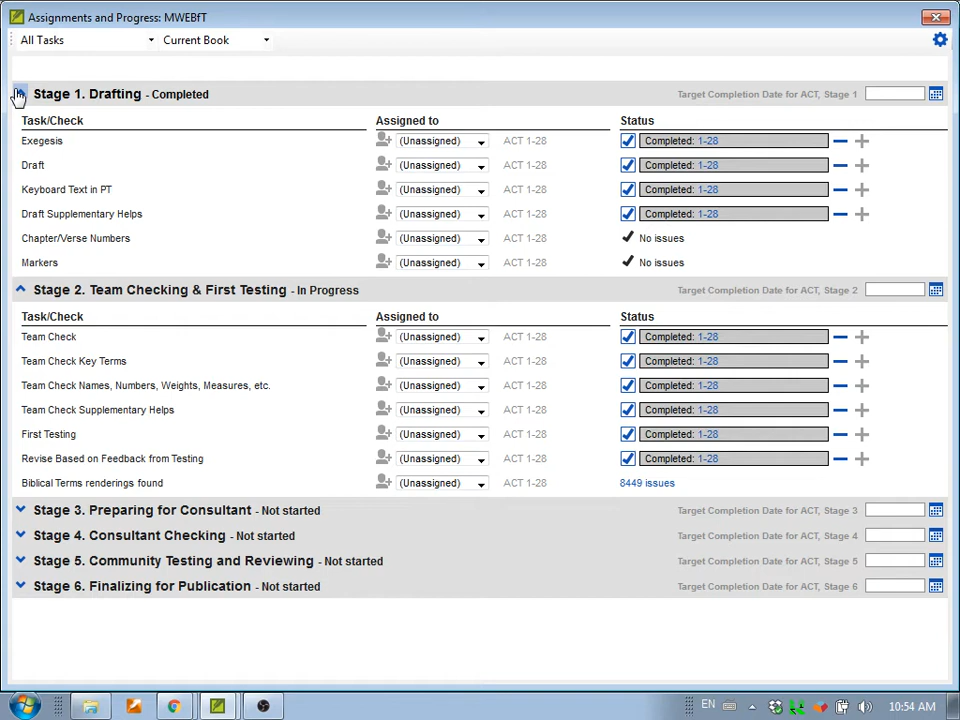 Assignments and Progress: MWEBfT
All Tasks Current Book
Stage 1. Drafting - Completed Target Completion Date for ACT, Stage 1
Task/Check Assigned to Status
Exegesis (Unassigned) ACT 1-28 Completed: 1-28
Draft (Unassigned) ACT 1-28 Completed: 1-28
Keyboard Text in PT (Unassigned) ACT 1-28 Completed: 1-28
Draft Supplementary Helps (Unassigned) ACT 1-28 Completed: 1-28
Chapter/Verse Numbers (Unassigned) ACT 1-28 No issues
Markers (Unassigned) ACT 1-28 No issues
Stage 2. Team Checking & First Testing - In Progress Target Completion Date for ACT, Stage 2
Task/Check Assigned to Status
Team Check (Unassigned) ACT 1-28 Completed: 1-28
Team Check Key Terms (Unassigned) ACT 1-28 Completed: 1-28
Team Check Names, Numbers, Weights, Measures, etc. (Unassigned) ACT 1-28 Completed: 1-28
Team Check Supplementary Helps (Unassigned) ACT 1-28 Completed: 1-28
First Testing (Unassigned) ACT 1-28 Completed: 1-28
Revise Based on Feedback from Testing (Unassigned) ACT 1-28 Completed: 1-28
Biblical Terms renderings found (Unassigned) ACT 1-28 8449 issues
Stage 3. Preparing for Consultant - Not started Target Completion Date for ACT, Stage 3
Stage 4. Consultant Checking - Not started Target Completion Date for ACT, Stage 4
Stage 5. Community Testing and Reviewing - Not started Target Completion Date for ACT, Stage 5
Stage 6. Finalizing for Publication - Not started Target Completion Date for ACT, Stage 6
EN 10:54 AM